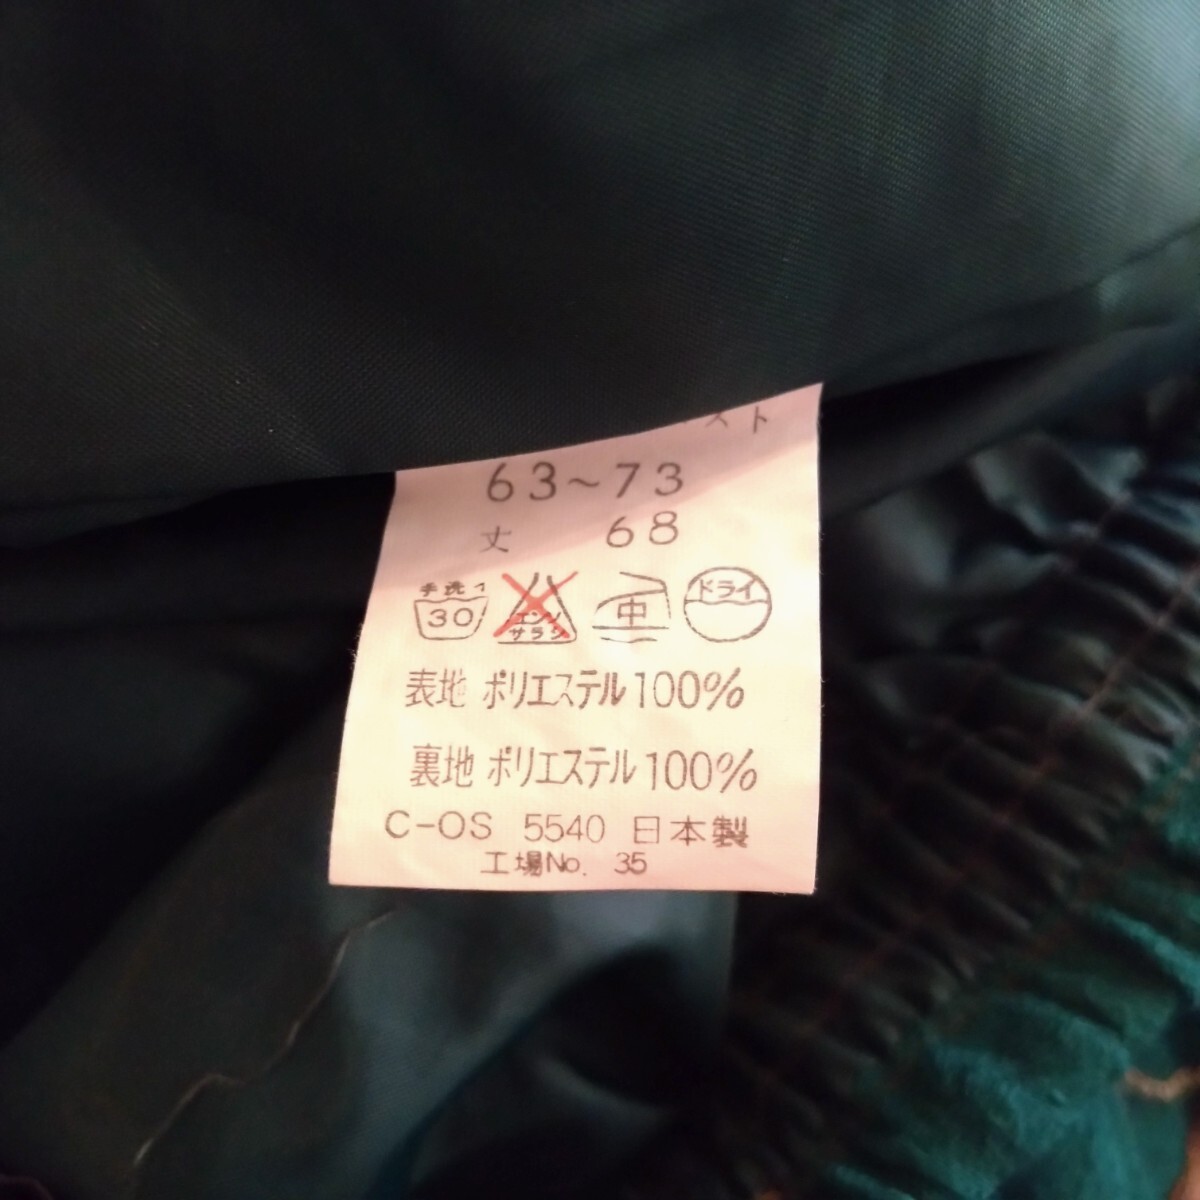 スト
63~73
丈 68
手洗イ
30
エンソ
サラシ
中
ドライ
表地 ポリエステル100%
裏地 ポリエステル100%
C-OS 5540 日本製
工場No. 35